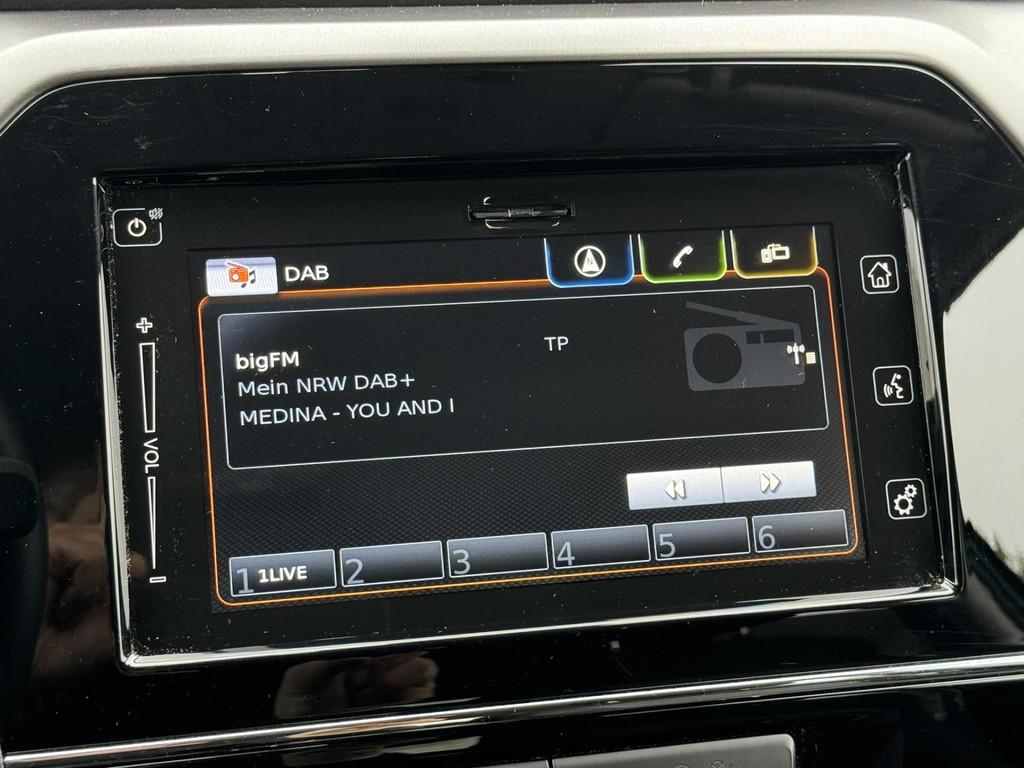 DAB
N
TP
bigFM
Mein NRW DAB+
MEDINA - YOU AND I
+
VOL
-
1 1LIVE
2
3
4
5
6